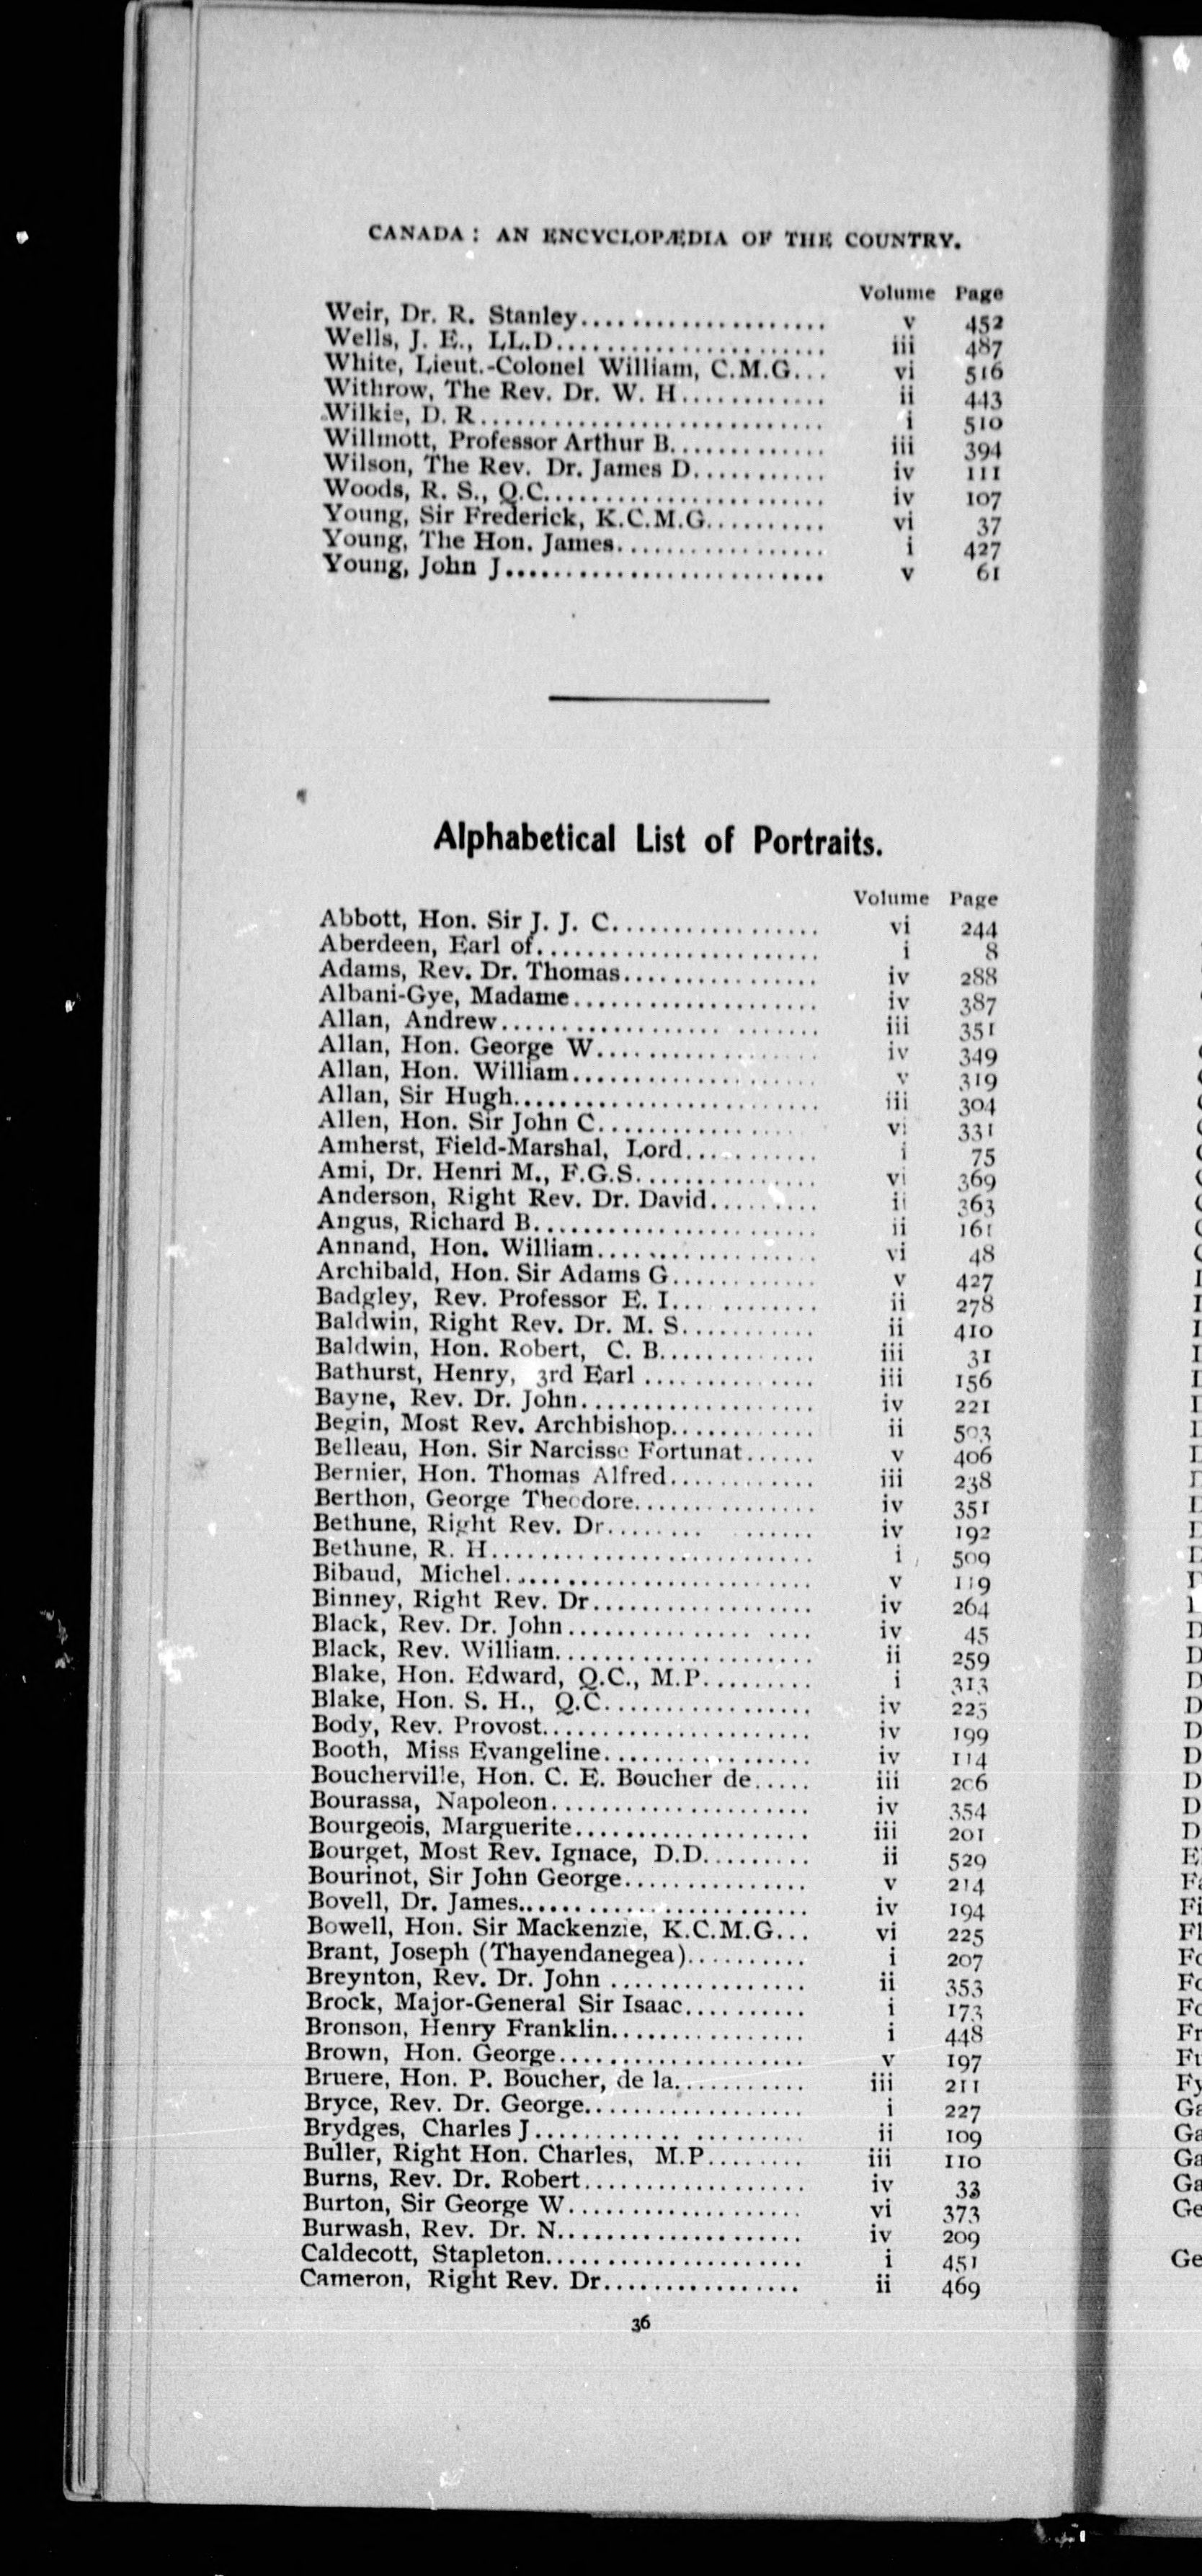 CANADA: AN ENCYCLOPÆDIA OF THE COUNTRY.
Volume Page
Weir, Dr. R. Stanley..................... v 452
Wells, J. E., LL.D...................... iii 487
White, Lieut.-Colonel William, C.M.G... vi 516
Withrow, The Rev. Dr. W. H............ ii 443
Wilkie, D. R............................ i 510
Willmott, Professor Arthur B............. iii 394
Wilson, The Rev. Dr. James D........... iv 111
Woods, R. S., Q.C....................... iv 107
Young, Sir Frederick, K.C.M.G.......... vi 37
Young, The Hon. James................. i 427
Young, John J.......................... v 61
Alphabetical List of Portraits.
Volume Page
Abbott, Hon. Sir J. J. C................. vi 244
Aberdeen, Earl of....................... i 8
Adams, Rev. Dr. Thomas................ iv 288
Albani-Gye, Madame.................... iv 387
Allan, Andrew.......................... iii 351
Allan, Hon. George W.................. iv 349
Allan, Hon. William.................... v 319
Allan, Sir Hugh......................... iii 304
Allen, Hon. Sir John C.................. vi 331
Amherst, Field-Marshal, Lord........... i 75
Ami, Dr. Henri M., F.G.S............... vi 369
Anderson, Right Rev. Dr. David......... ii 363
Angus, Richard B....................... ii 161
Annand, Hon. William.................. vi 48
Archibald, Hon. Sir Adams G............ v 427
Badgley, Rev. Professor E. I............ ii 278
Baldwin, Right Rev. Dr. M. S........... ii 410
Baldwin, Hon. Robert, C. B............. iii 31
Bathurst, Henry, 3rd Earl .............. iii 156
Bayne, Rev. Dr. John................... iv 221
Begin, Most Rev. Archbishop............ ii 503
Belleau, Hon. Sir Narcisse Fortunat...... v 406
Bernier, Hon. Thomas Alfred............ iii 238
Berthon, George Theodore............... iv 351
Bethune, Right Rev. Dr................. iv 192
Bethune, R. H.......................... i 509
Bibaud, Michel......................... v 119
Binney, Right Rev. Dr.................. iv 264
Black, Rev. Dr. John.................... iv 45
Black, Rev. William..................... ii 259
Blake, Hon. Edward, Q.C., M.P......... i 313
Blake, Hon. S. H., Q.C................. iv 225
Body, Rev. Provost...................... iv 199
Booth, Miss Evangeline................. iv 114
Boucherville, Hon. C. E. Boucher de..... iii 206
Bourassa, Napoleon..................... iv 354
Bourgeois, Marguerite................... iii 201
Bourget, Most Rev. Ignace, D.D......... ii 529
Bourinot, Sir John George............... v 214
Bovell, Dr. James........................ iv 194
Bowell, Hon. Sir Mackenzie, K.C.M.G... vi 225
Brant, Joseph (Thayendanegea).......... i 207
Breynton, Rev. Dr. John ................ ii 353
Brock, Major-General Sir Isaac.......... i 173
Bronson, Henry Franklin................ i 448
Brown, Hon. George.................... v 197
Bruere, Hon. P. Boucher, de la........... iii 211
Bryce, Rev. Dr. George.................. i 227
Brydges, Charles J....................... ii 109
Buller, Right Hon. Charles, M.P........ iii 110
Burns, Rev. Dr. Robert.................. iv 33
Burton, Sir George W................... vi 373
Burwash, Rev. Dr. N.................... iv 209
Caldecott, Stapleton..................... i 451
Cameron, Right Rev. Dr................ ii 469
36